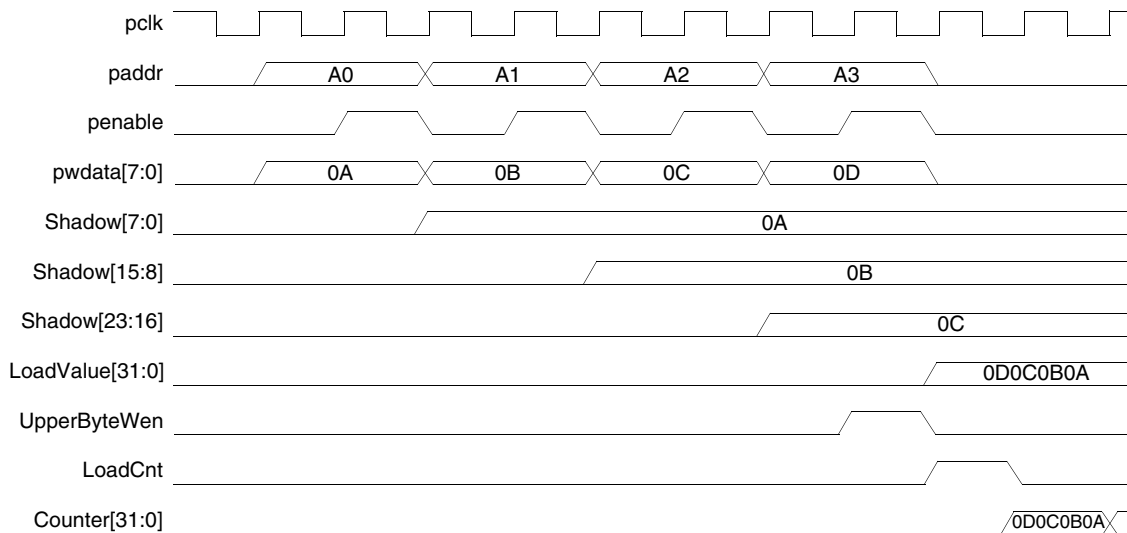 pclk
paddr A0 A1 A2 A3
penable
pwdata[7:0] 0A 0B 0C 0D
Shadow[7:0] 0A
Shadow[15:8] 0B
Shadow[23:16] 0C
LoadValue[31:0] 0D0C0B0A
UpperByteWen
LoadCnt
Counter[31:0] 0D0C0B0A